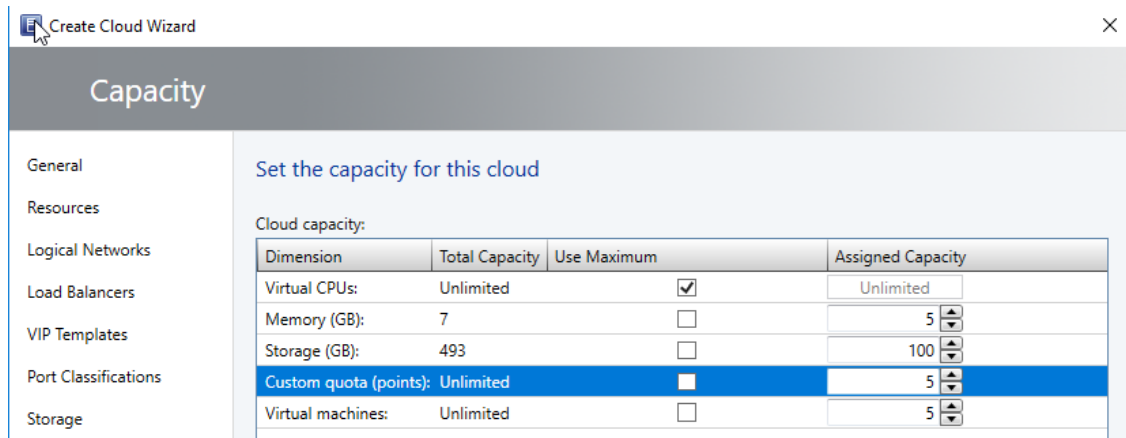 Create Cloud Wizard
Capacity
General
Resources
Logical Networks
Load Balancers
VIP Templates
Port Classifications
Storage
Set the capacity for this cloud
Cloud capacity:
Dimension Total Capacity Use Maximum Assigned Capacity
Virtual CPUs: Unlimited Unlimited
Memory (GB): 7 5
Storage (GB): 493 100
Custom quota (points): Unlimited 5
Virtual machines: Unlimited 5